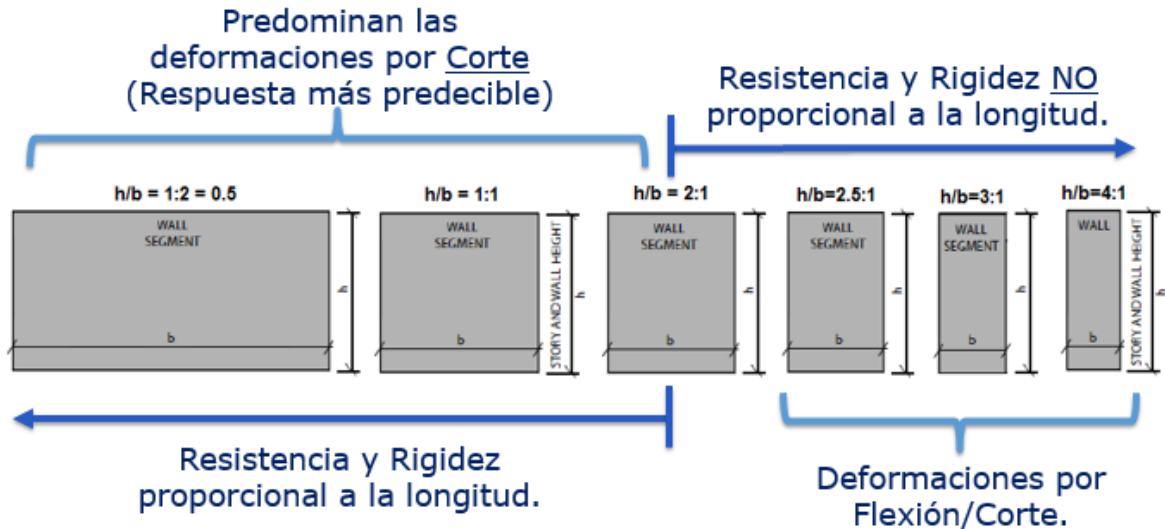 Predominan las
deformaciones por Corte
(Respuesta más predecible)
Resistencia y Rigidez NO
proporcional a la longitud.
h/b = 1:2 = 0.5
h/b = 1:1
h/b = 2:1
h/b=2.5:1
h/b=3:1
h/b=4:1
WALL
SEGMENT
h
b
WALL
SEGMENT
STORY AND WALL HEIGHT
h
b
WALL
SEGMENT
h
b
WALL
SEGMENT
h
b
WALL
SEGMENT
h
b
WALL
STORY AND WALL HEIGHT
h
b
Resistencia y Rigidez
proporcional a la longitud.
Deformaciones por
Flexión/Corte.